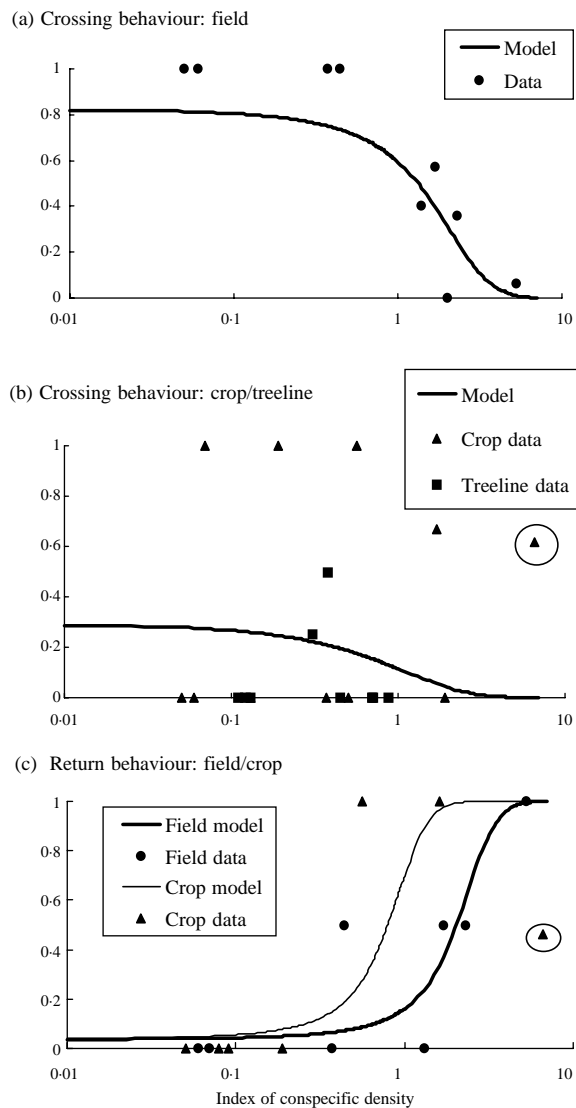 (a) Crossing behaviour: field
Model
Data
1
0·8
0·6
0·4
0·2
0
0·01
0·1
1
10
(b) Crossing behaviour: crop/treeline
Model
Crop data
Treeline data
1
0·8
0·6
0·4
0·2
0
0·01
0·1
1
10
(c) Return behaviour: field/crop
Field model
Field data
Crop model
Crop data
1
0·8
0·6
0·4
0·2
0
0·01
0·1
1
10
Index of conspecific density